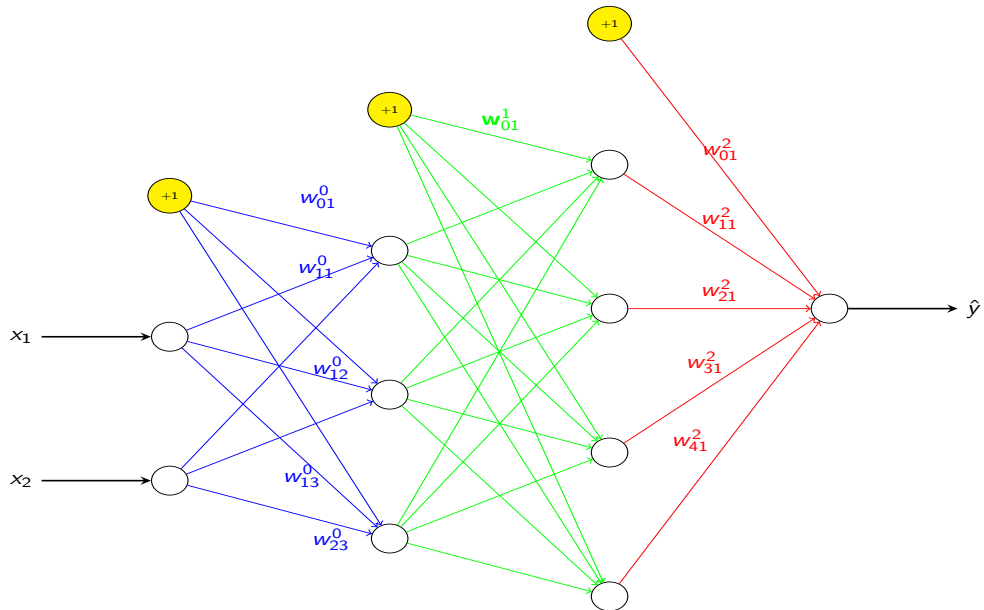 +1
+1
w¹₀₁
w²₀₁
+1
w⁰₀₁
w²₁₁
w⁰₁₁
w²₂₁
ŷ
x₁
w⁰₁₂
w²₃₁
w²₄₁
x₂
w⁰₁₃
w⁰₂₃